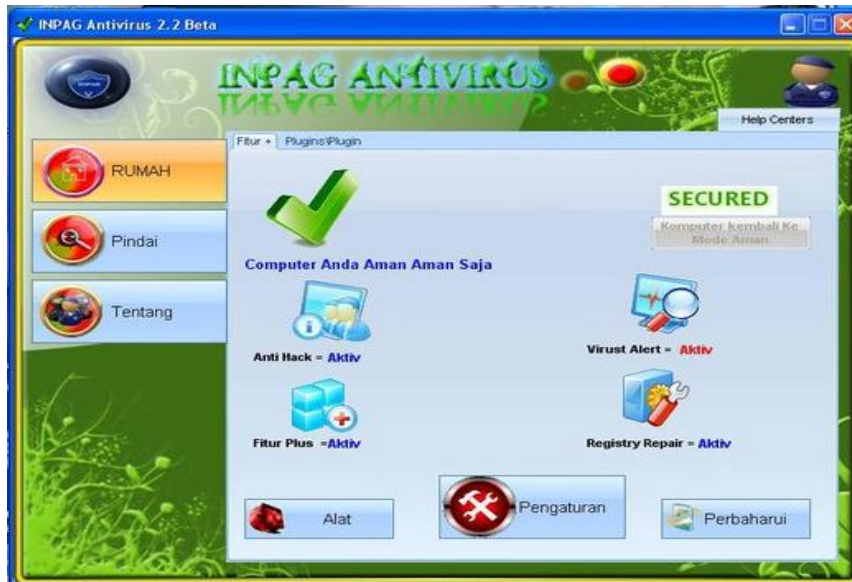 INPAG Antivirus 2.2 Beta
INPAG ANTIVIRUS
Help Centers
RUMAH
Pindai
Tentang
Fitur + Plugins\Plugin
SECURED
Komputer kembali Ke
Mode Aman
Computer Anda Aman Aman Saja
Anti Hack = Aktiv
Virust Alert = Aktiv
Fitur Plus =Aktiv
Registry Repair = Aktiv
Alat
Pengaturan
Perbaharui